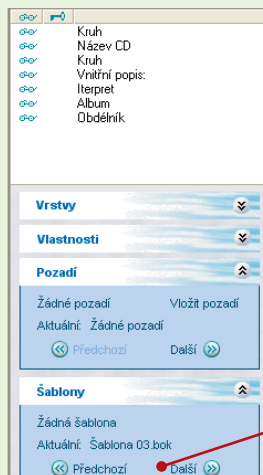 Kruh
Název CD
Kruh
Vnitřní popis:
Iterpret
Album
Obdélník
Vrstvy
Vlastnosti
Pozadí
Žádné pozadí Vložit pozadí
Aktuální: Žádné pozadí
Předchozí Další
Šablony
Žádná šablona
Aktuální: Šablona 03.bok
Předchozí Další